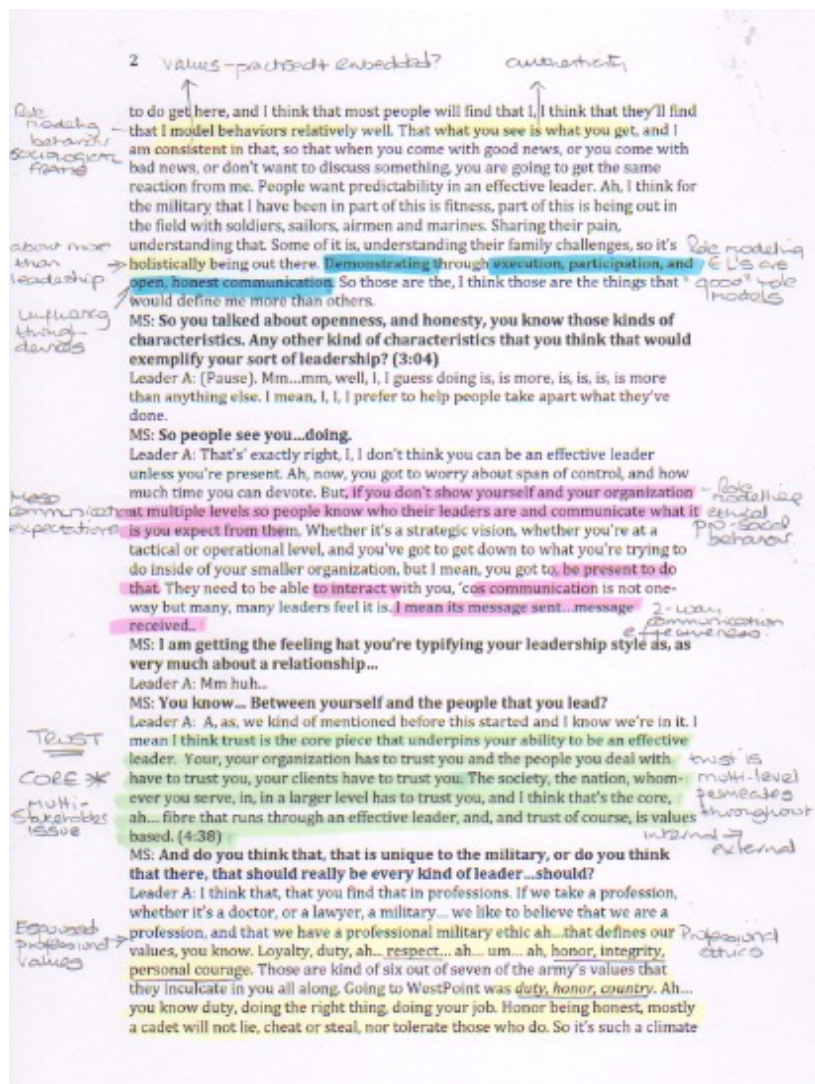 2 values-practised + embedded? authenticity
to do get here, and I think that most people will find that I, I think that they'll find
Role modeling behaviors sociological frame
that I model behaviors relatively well. That what you see is what you get, and I
am consistent in that, so that when you come with good news, or you come with
bad news, or don't want to discuss something, you are going to get the same
reaction from me. People want predictability in an effective leader. Ah, I think for
the military that I have been in part of this is fitness, part of this is being out in
the field with soldiers, sailors, airmen and marines. Sharing their pain,
understanding that. Some of it is, understanding their family challenges, so it's
about more than leadership
holistically being out there. Demonstrating through execution, participation, and
Role modeling EL's are "good" role models
open, honest communication. So those are the, I think those are the things that
would define me more than others.
through deeds
MS: So you talked about openness, and honesty, you know those kinds of
characteristics. Any other kind of characteristics that you think that would
exemplify your sort of leadership? (3:04)
Leader A: (Pause). Mm...mm, well, I, I guess doing is, is more, is, is, is, is more
than anything else. I mean, I, I, I prefer to help people take apart what they've
done.
MS: So people see you...doing.
Leader A: That's' exactly right, I, I don't think you can be an effective leader
unless you're present. Ah, now, you got to worry about span of control, and how
much time you can devote. But, if you don't show yourself and your organization
Role modelling ethical pro-social behavior.
at multiple levels so people know who their leaders are and communicate what it
communicate expectations
is you expect from them. Whether it's a strategic vision, whether you're at a
tactical or operational level, and you've got to get down to what you're trying to
do inside of your smaller organization, but I mean, you got to, be present to do
that. They need to be able to interact with you, 'cos communication is not one-
way but many, many leaders feel it is. I mean its message sent...message
received..
2-way communication effectiveness.
MS: I am getting the feeling hat you're typifying your leadership style as, as
very much about a relationship...
Leader A: Mm huh..
MS: You know... Between yourself and the people that you lead?
Leader A: A, as, we kind of mentioned before this started and I know we're in it. I
mean I think trust is the core piece that underpins your ability to be an effective
TRUST
leader. Your, your organization has to trust you and the people you deal with
have to trust you, your clients have to trust you. The society, the nation, whom-
CORE
trust is multi-level permeates throughout
ever you serve, in, in a larger level has to trust you, and I think that's the core,
Multi-Stakeholder ISSUE
ah... fibre that runs through an effective leader, and, and trust of course, is values
based. (4:38)
internal → external
MS: And do you think that, that is unique to the military, or do you think
that there, that should really be every kind of leader...should?
Leader A: I think that, that you find that in professions. If we take a profession,
whether it's a doctor, or a lawyer, a military... we like to believe that we are a
Espoused professional values
profession, and that we have a professional military ethic ah...that defines our
Professional ethics
values, you know. Loyalty, duty, ah... respect... ah... um... ah, honor, integrity,
personal courage. Those are kind of six out of seven of the army's values that
they inculcate in you all along. Going to WestPoint was duty, honor, country. Ah...
you know duty, doing the right thing, doing your job. Honor being honest, mostly
a cadet will not lie, cheat or steal, nor tolerate those who do. So it's such a climate